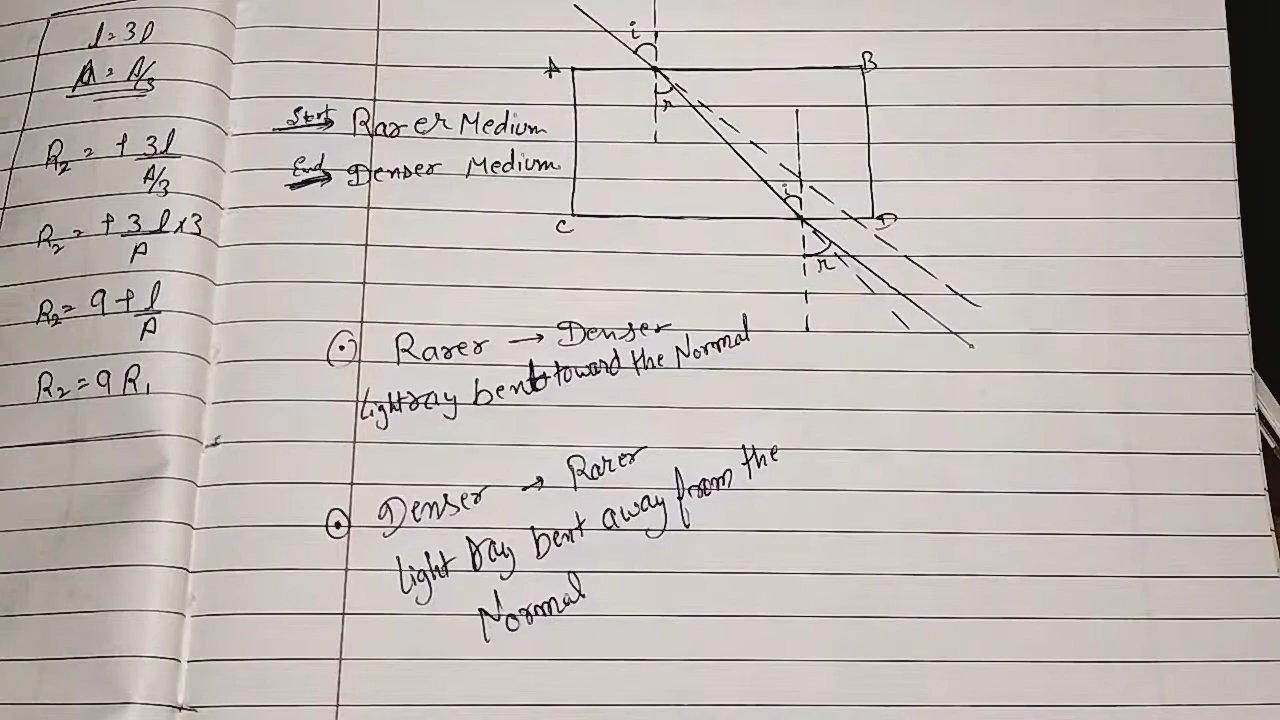 l = 3l
A = A/3
R₂ = ƥ 3l
A/3
R₂ = ƥ 3 l × 3
A
R₂ = 9 ƥ l
A
R₂ = 9 R₁
i
A
B
r
Start → Rarer Medium
End → Denser Medium
i
C
D
r
Rarer → Denser
light ray bent toward the Normal
Denser → Rarer
light ray bent away from the
Normal